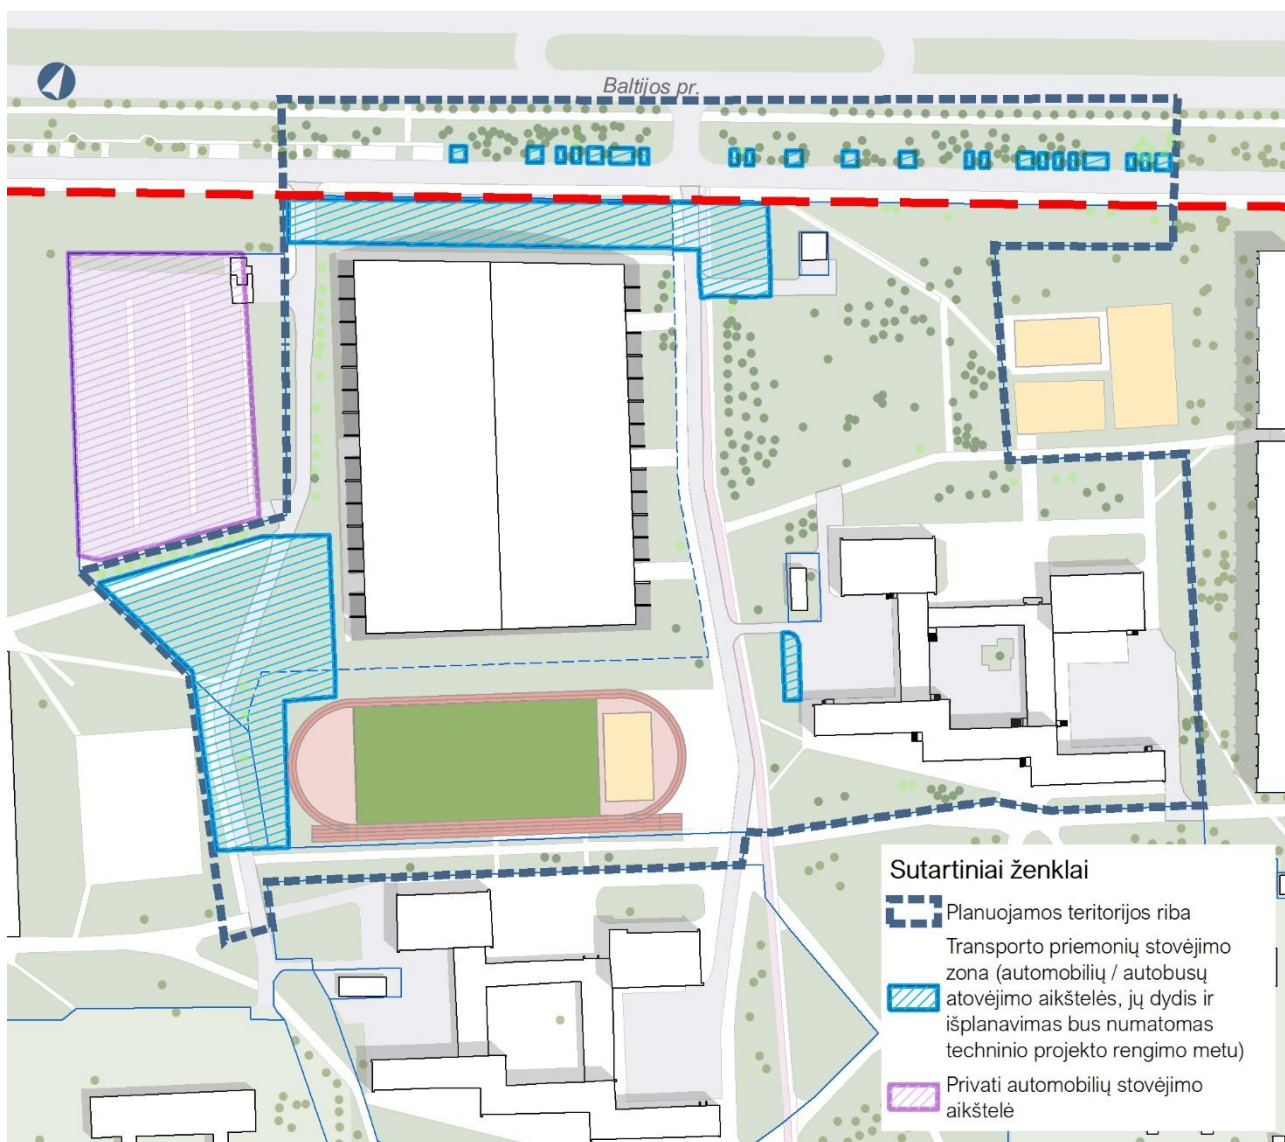 Baltijos pr.
Sutartiniai ženklai
Planuojamos teritorijos riba
Transporto priemonių stovėjimo
zona (automobilių / autobusų
atovėjimo aikštelės, jų dydis ir
išplanavimas bus numatomas
techninio projekto rengimo metu)
Privati automobilių stovėjimo
aikštelė